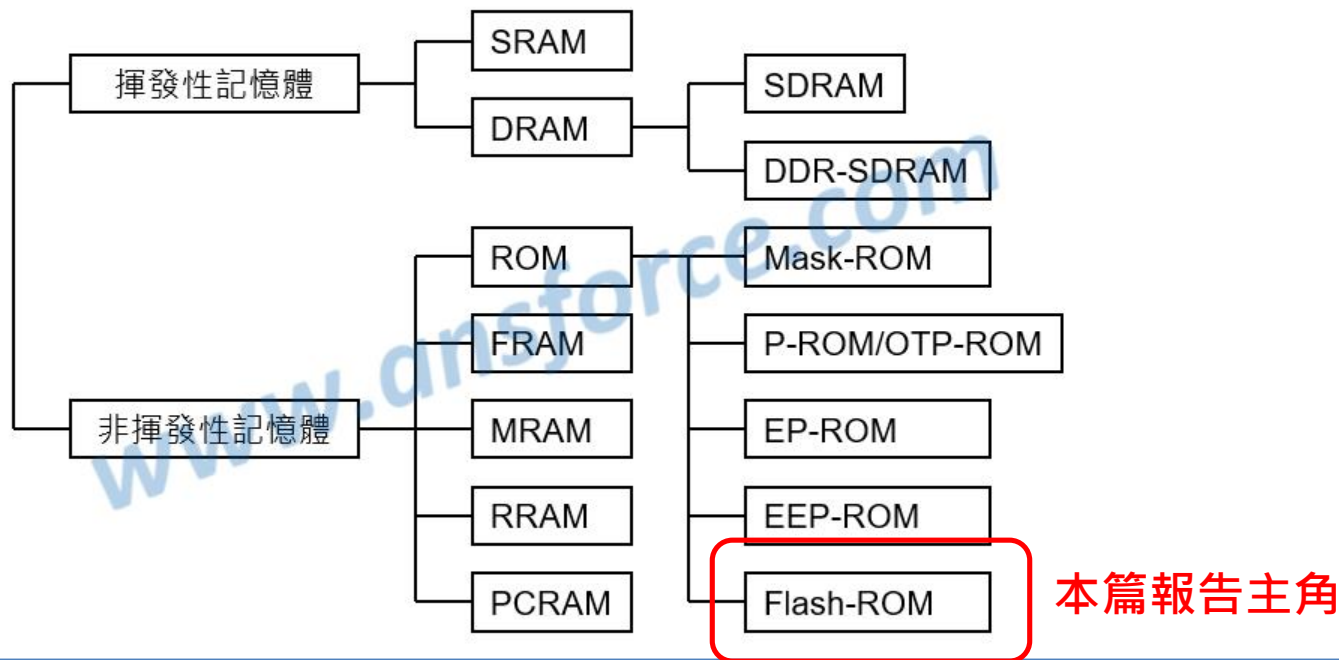 揮發性記憶體
SRAM
DRAM
SDRAM
DDR-SDRAM
非揮發性記憶體
ROM
FRAM
MRAM
RRAM
PCRAM
Mask-ROM
P-ROM/OTP-ROM
EP-ROM
EEP-ROM
Flash-ROM
本篇報告主角
www.ansforce.com